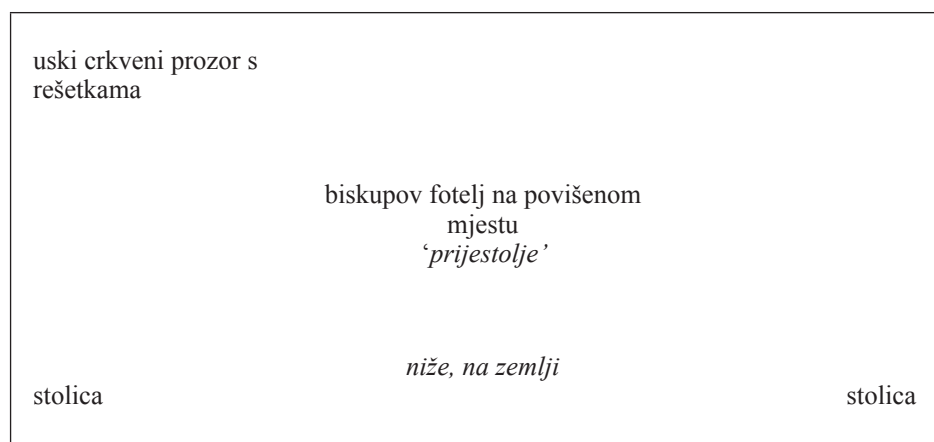 uski crkveni prozor s
rešetkama
biskupov fotelj na povišenom
mjestu
‘prijestolje’
niže, na zemlji
stolica
stolica